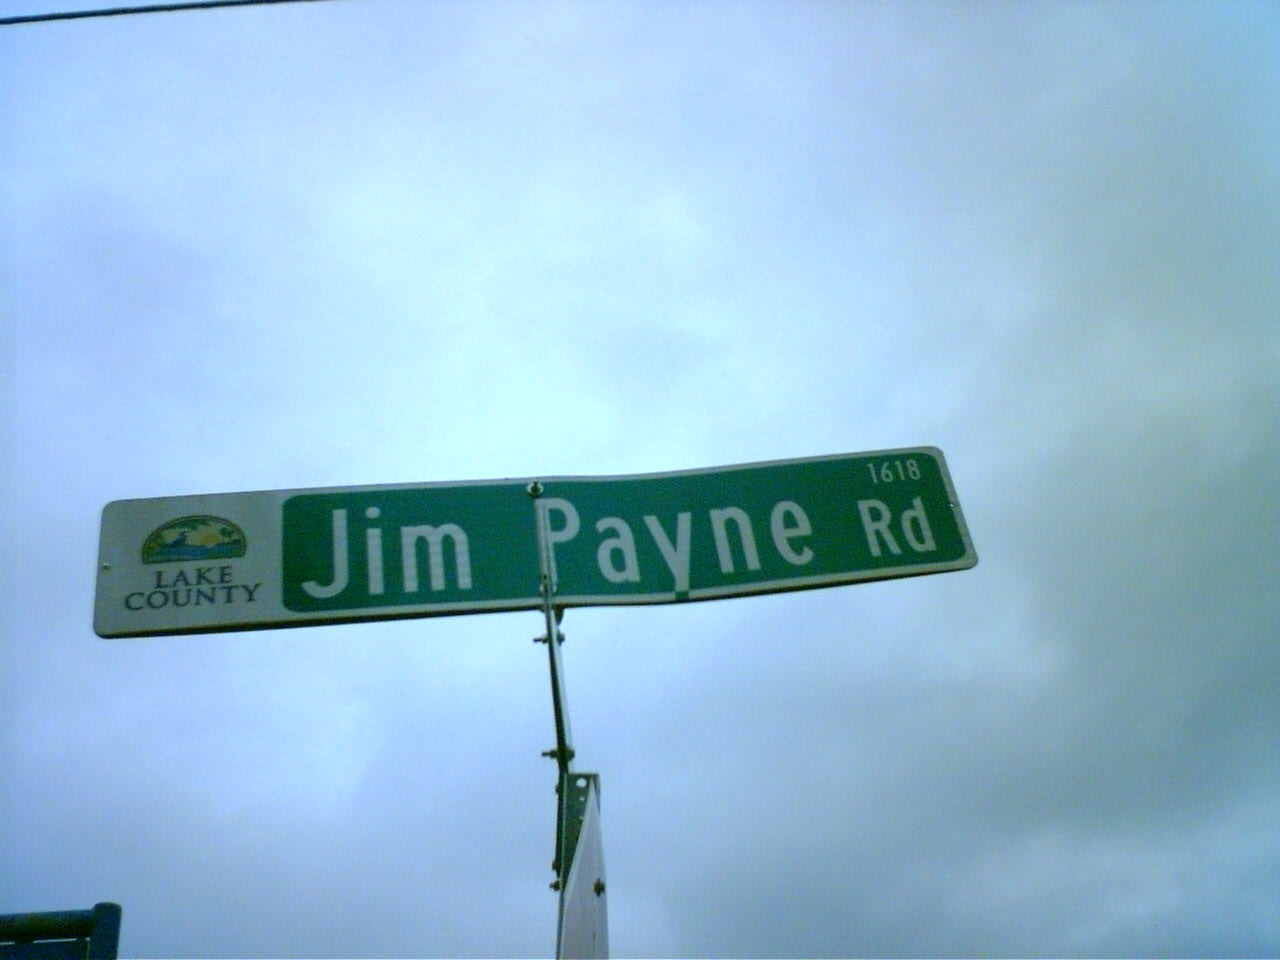 LAKE
COUNTY
1618
Jim Payne Rd